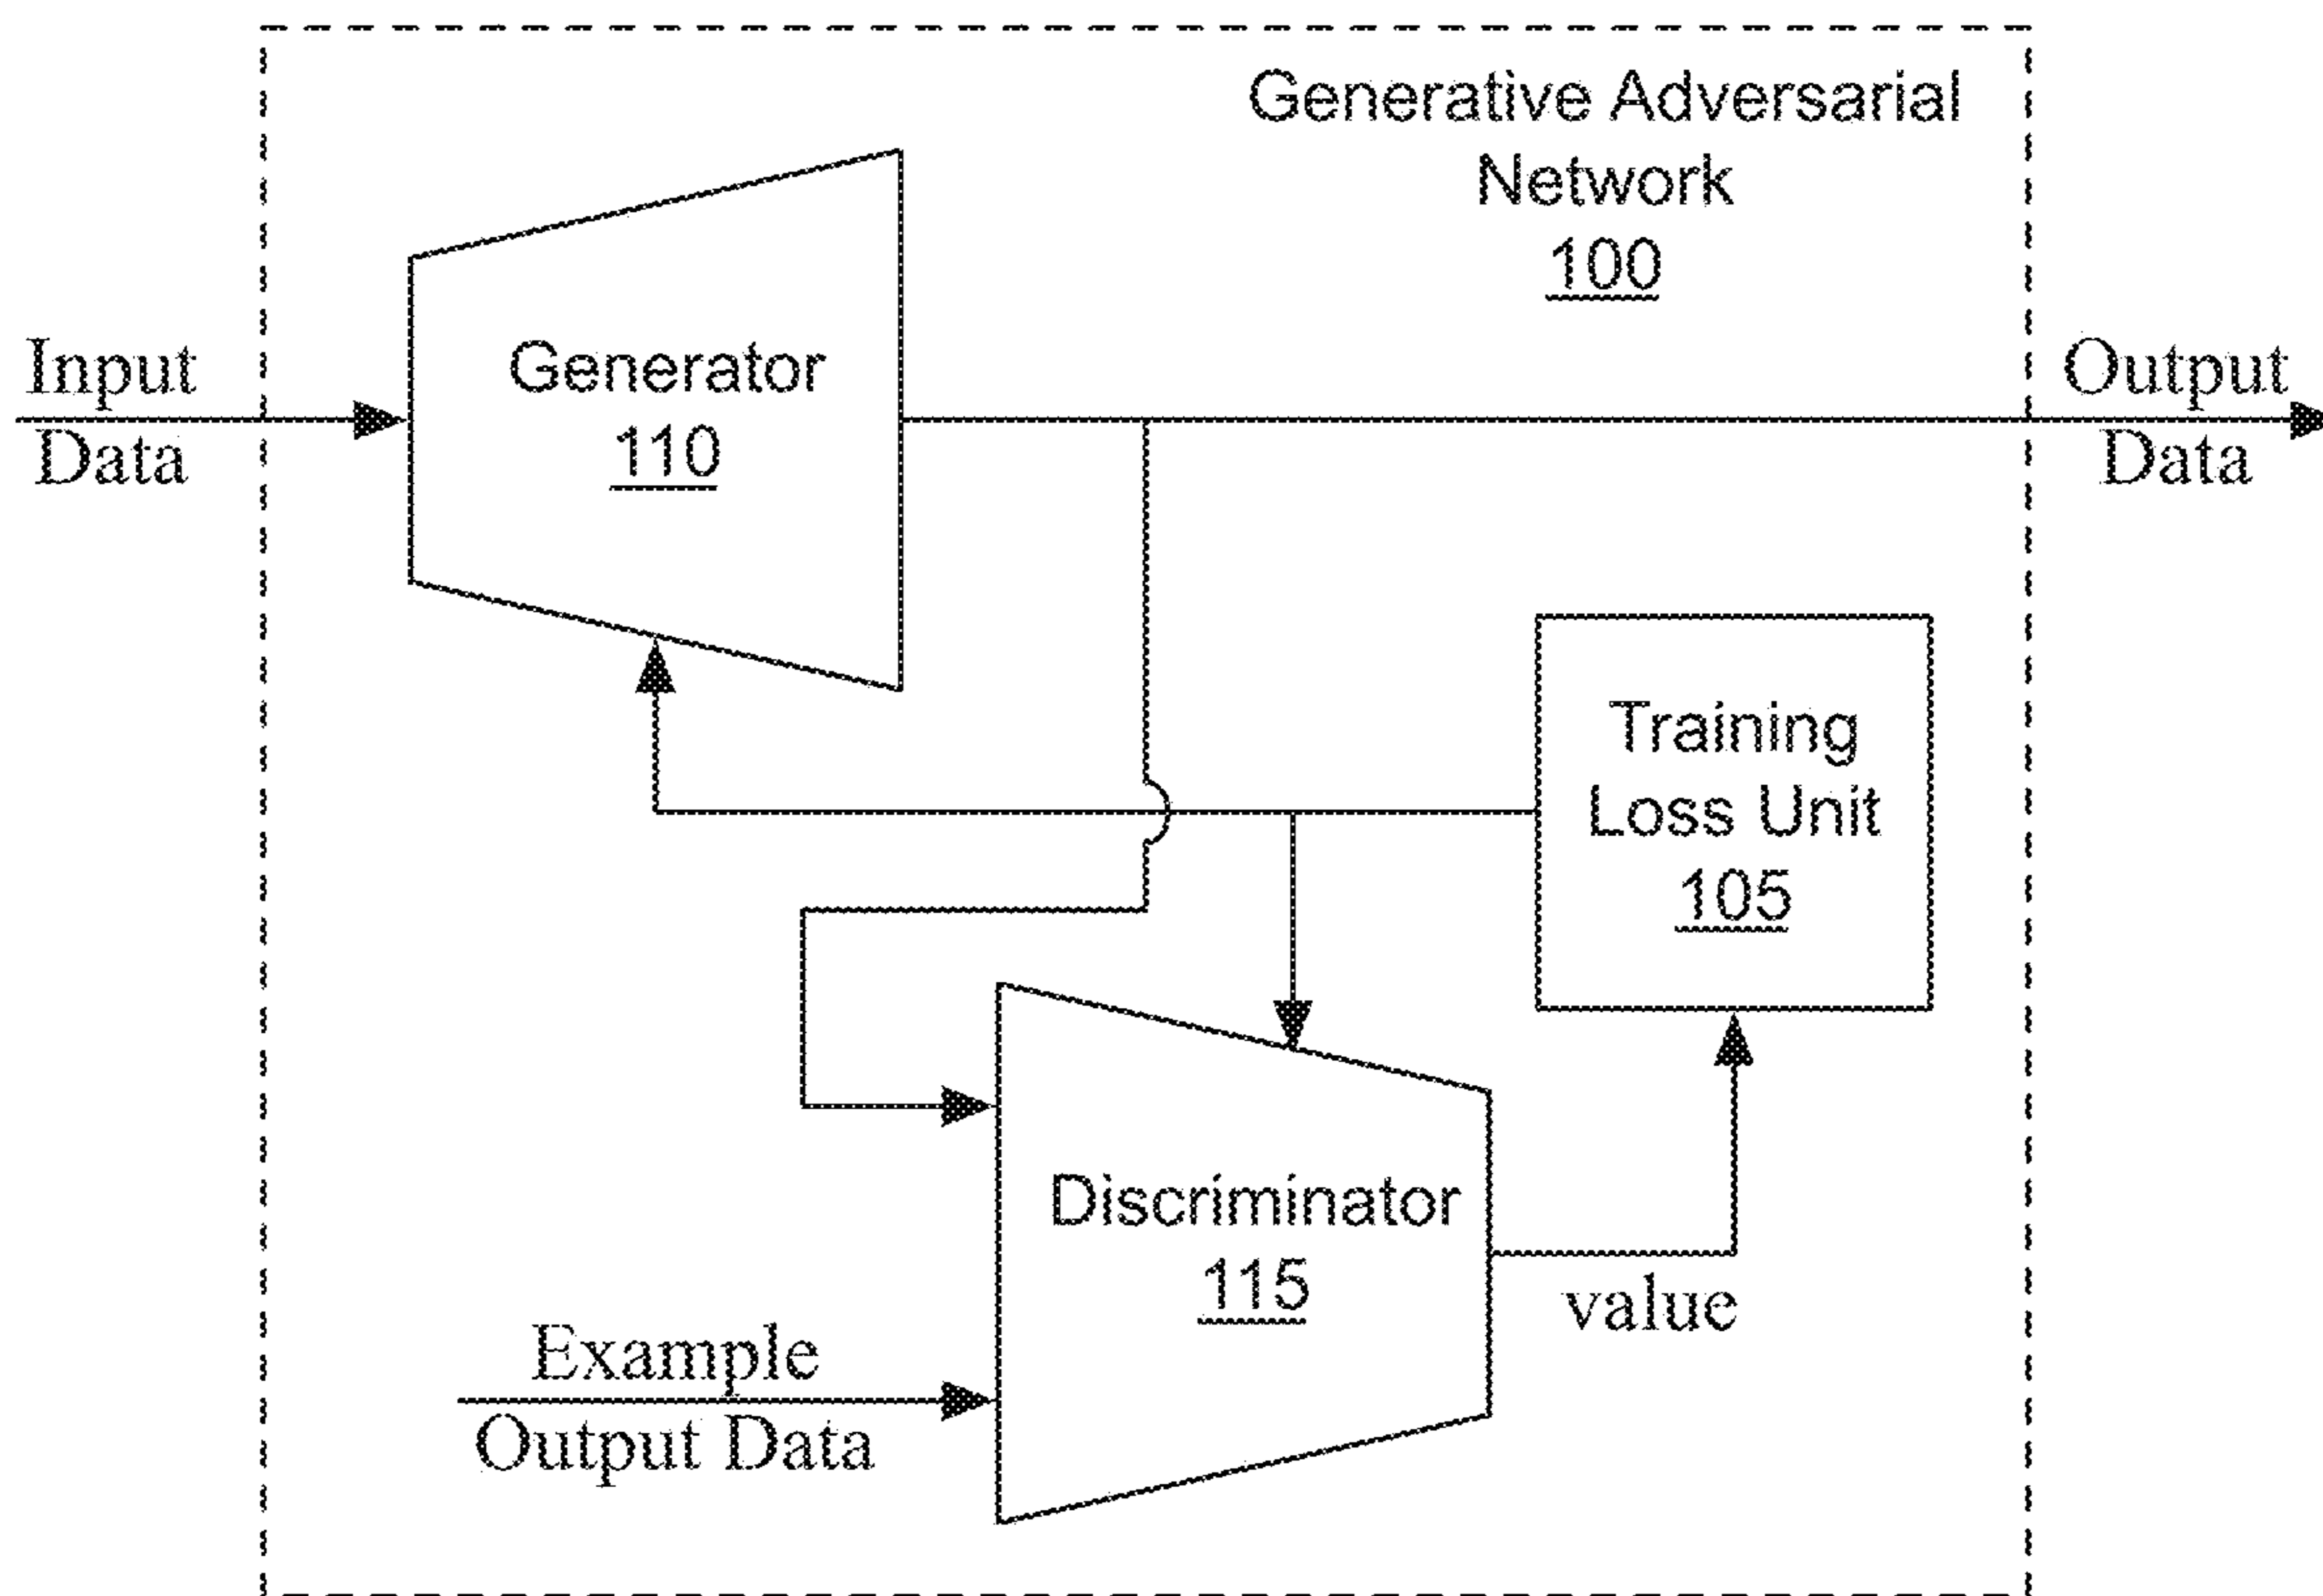 Generative Adversarial
Network
100
Input
Data
Generator
110
Output
Data
Training
Loss Unit
105
Discriminator
115
value
Example
Output Data